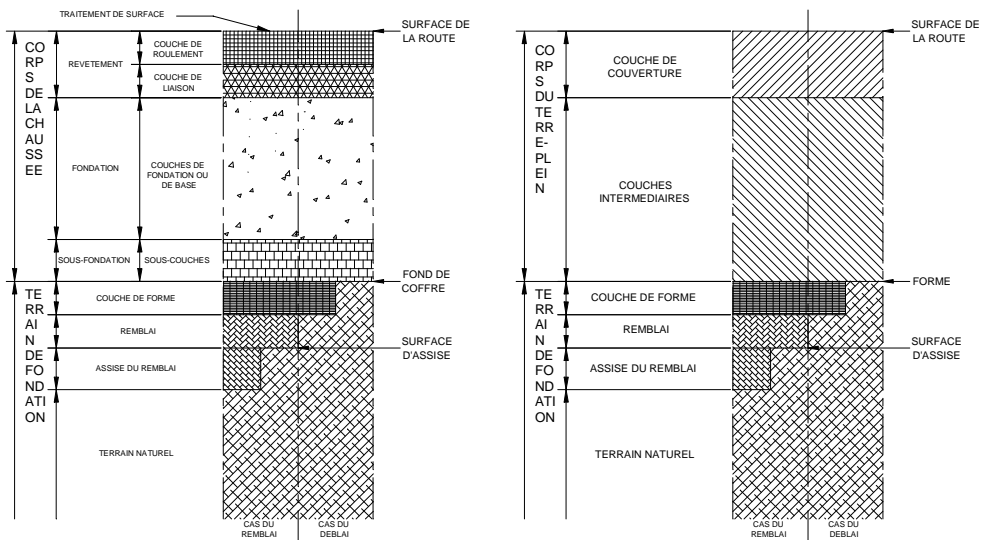 TRAITEMENT DE SURFACE
SURFACE DE
LA ROUTE
CO
RP
S
DE
LA
CH
AU
SS
EE
REVETEMENT
COUCHE DE
ROULEMENT
COUCHE DE
LIAISON
FONDATION
COUCHES DE
FONDATION OU
DE BASE
SOUS-FONDATION
SOUS-COUCHES
FOND DE
COFFRE
TE
RR
AI
N
DE
FO
ND
ATI
ON
COUCHE DE FORME
REMBLAI
SURFACE
D'ASSISE
ASSISE DU REMBLAI
TERRAIN NATUREL
CAS DU
REMBLAI
CAS DU
DEBLAI
SURFACE DE
LA ROUTE
CO
RP
S
DU
TE
RR
E-
PL
EI
N
COUCHE DE
COUVERTURE
COUCHES
INTERMEDIAIRES
FORME
TE
RR
AI
N
DE
FO
ND
ATI
ON
COUCHE DE FORME
REMBLAI
SURFACE
D'ASSISE
ASSISE DU REMBLAI
TERRAIN NATUREL
CAS DU
REMBLAI
CAS DU
DEBLAI